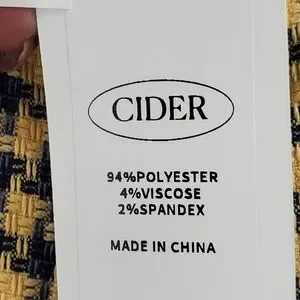 CIDER
94%POLYESTER
4%VISCOSE
2%SPANDEX
MADE IN CHINA